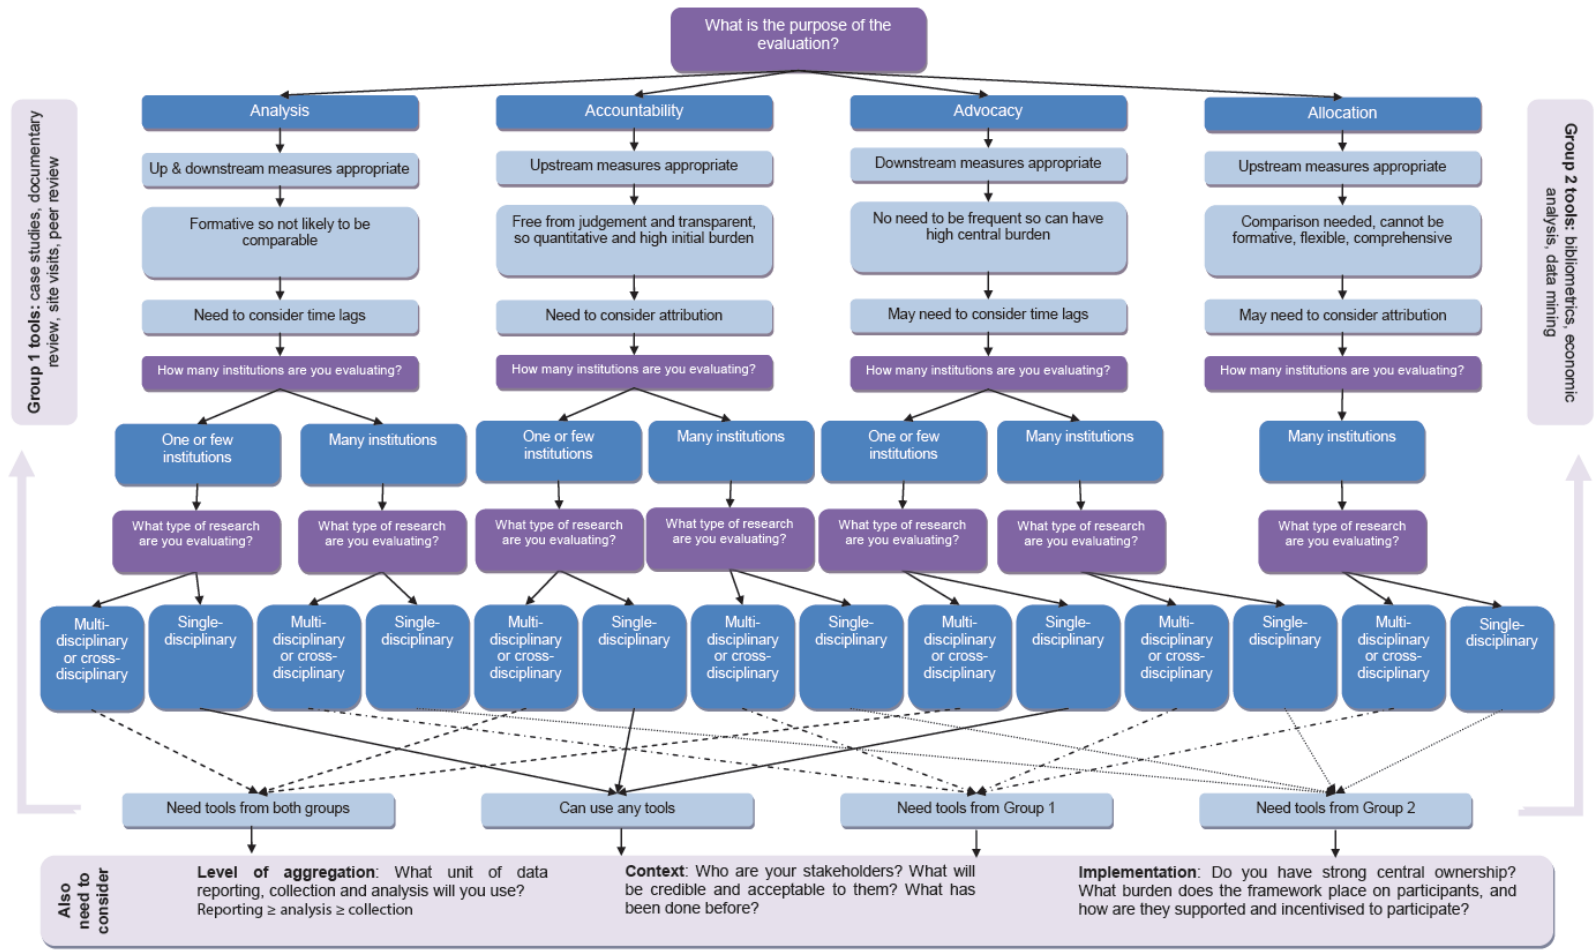 What is the purpose of the
evaluation?
Analysis
Accountability
Advocacy
Allocation
Up & downstream measures appropriate
Upstream measures appropriate
Downstream measures appropriate
Upstream measures appropriate
Formative so not likely to be
comparable
Free from judgement and transparent,
so quantitative and high initial burden
No need to be frequent so can have
high central burden
Comparison needed, cannot be
formative, flexible, comprehensive
Need to consider time lags
Need to consider attribution
May need to consider time lags
May need to consider attribution
How many institutions are you evaluating?
How many institutions are you evaluating?
How many institutions are you evaluating?
How many institutions are you evaluating?
Group 1 tools: case studies, documentary
review, site visits, peer review
Group 2 tools: bibliometrics, economic
analysis, data mining
One or few
institutions
Many institutions
One or few
institutions
Many institutions
One or few
institutions
Many institutions
Many institutions
What type of research
are you evaluating?
What type of research
are you evaluating?
What type of research
are you evaluating?
What type of research
are you evaluating?
What type of research
are you evaluating?
What type of research
are you evaluating?
What type of research
are you evaluating?
Multi-
disciplinary
or cross-
disciplinary
Single-
disciplinary
Multi-
disciplinary
or cross-
disciplinary
Single-
disciplinary
Multi-
disciplinary
or cross-
disciplinary
Single-
disciplinary
Multi-
disciplinary
or cross-
disciplinary
Single-
disciplinary
Multi-
disciplinary
or cross-
disciplinary
Single-
disciplinary
Multi-
disciplinary
or cross-
disciplinary
Single-
disciplinary
Multi-
disciplinary
or cross-
disciplinary
Single-
disciplinary
Need tools from both groups
Can use any tools
Need tools from Group 1
Need tools from Group 2
Also
need to
consider
Level of aggregation: What unit of data
reporting, collection and analysis will you use?
Reporting ≥ analysis ≥ collection
Context: Who are your stakeholders? What will
be credible and acceptable to them? What has
been done before?
Implementation: Do you have strong central ownership?
What burden does the framework place on participants, and
how are they supported and incentivised to participate?